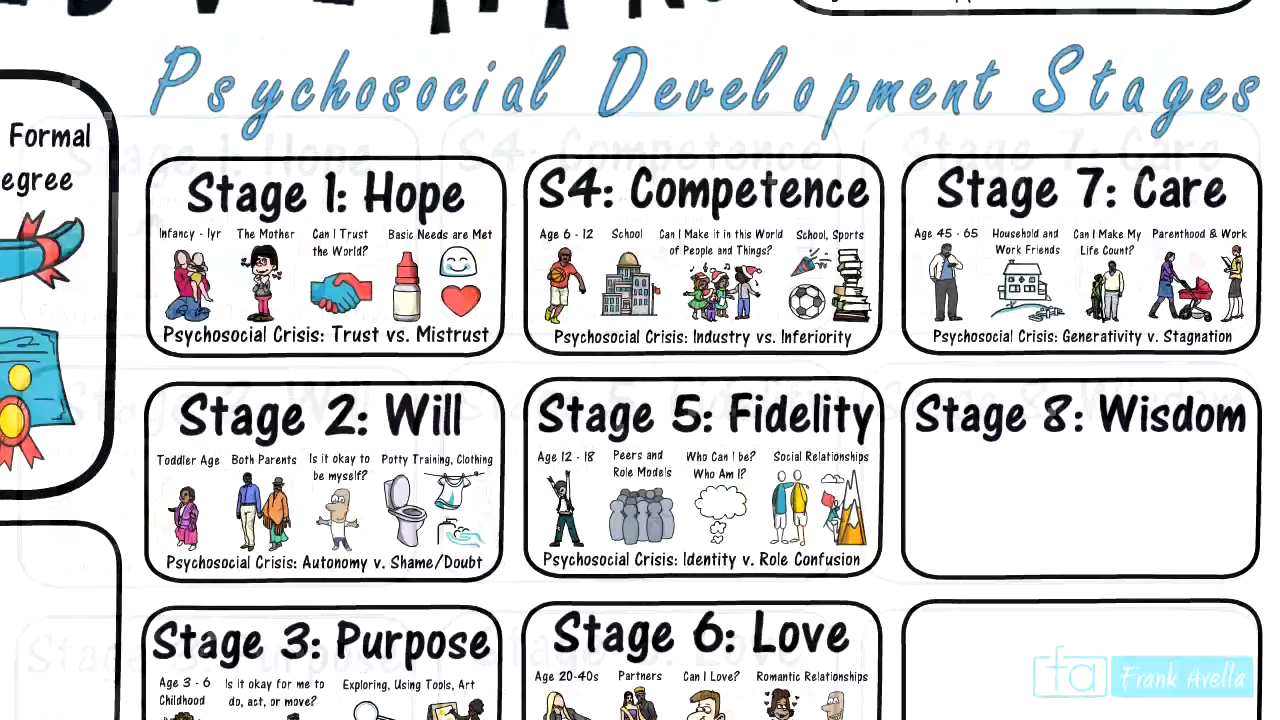 Psychosocial Development Stages
Formal
egree
Stage 1: Hope
Infancy - 1yr
The Mother
Can I Trust
the World?
Basic Needs are Met
Psychosocial Crisis: Trust vs. Mistrust
Stage 2: Will
Toddler Age
Both Parents
Is it okay to
be myself?
Potty Training, Clothing
Psychosocial Crisis: Autonomy v. Shame/Doubt
Stage 3: Purpose
Age 3 - 6
Childhood
Is it okay for me to
do, act, or move?
Exploring, Using Tools, Art
S4: Competence
Age 6 - 12
School
Can I Make it in this World
of People and Things?
School, Sports
Psychosocial Crisis: Industry vs. Inferiority
Stage 5: Fidelity
Age 12 - 18
Peers and
Role Models
Who Can I be?
Who Am I?
Social Relationships
Psychosocial Crisis: Identity v. Role Confusion
Stage 6: Love
Age 20-40s
Partners
Can I Love?
Romantic Relationships
Stage 7: Care
Age 45 - 65
Household and
Work Friends
Can I Make My
Life Count?
Parenthood & Work
Psychosocial Crisis: Generativity v. Stagnation
Stage 8: Wisdom
fa Frank Avella